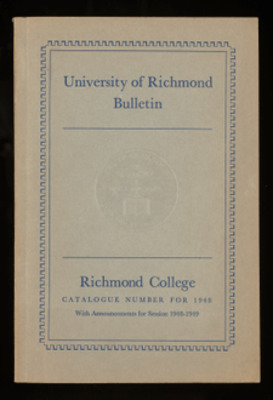 University of Richmond
Bulletin
Richmond College
CATALOGUE NUMBER FOR 1948
With Announcements for Session 1948-1949